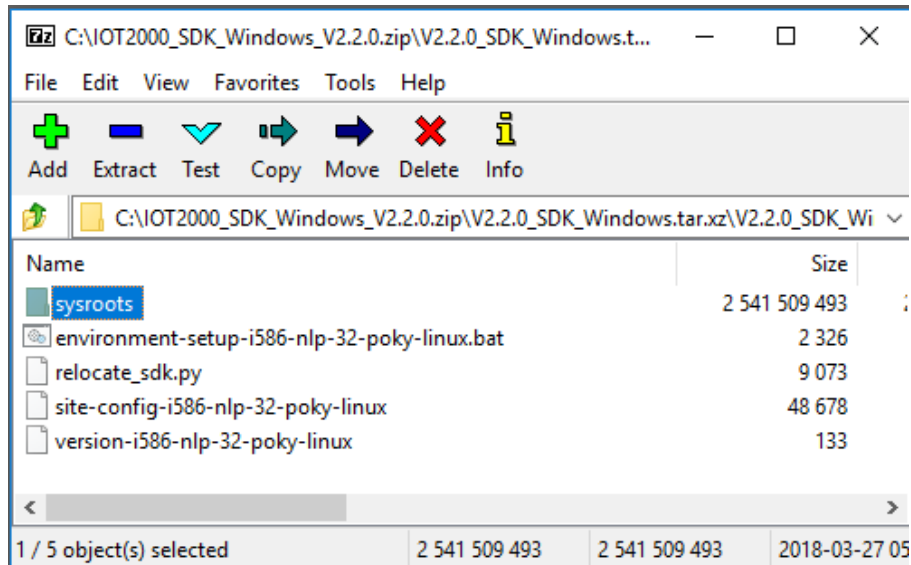 C:\IOT2000_SDK_Windows_V2.2.0.zip\V2.2.0_SDK_Windows.t...
File Edit View Favorites Tools Help
Add Extract Test Copy Move Delete Info
C:\IOT2000_SDK_Windows_V2.2.0.zip\V2.2.0_SDK_Windows.tar.xz\V2.2.0_SDK_Wi
Name Size
sysroots 2 541 509 493
environment-setup-i586-nlp-32-poky-linux.bat 2 326
relocate_sdk.py 9 073
site-config-i586-nlp-32-poky-linux 48 678
version-i586-nlp-32-poky-linux 133
1 / 5 object(s) selected 2 541 509 493 2 541 509 493 2018-03-27 05